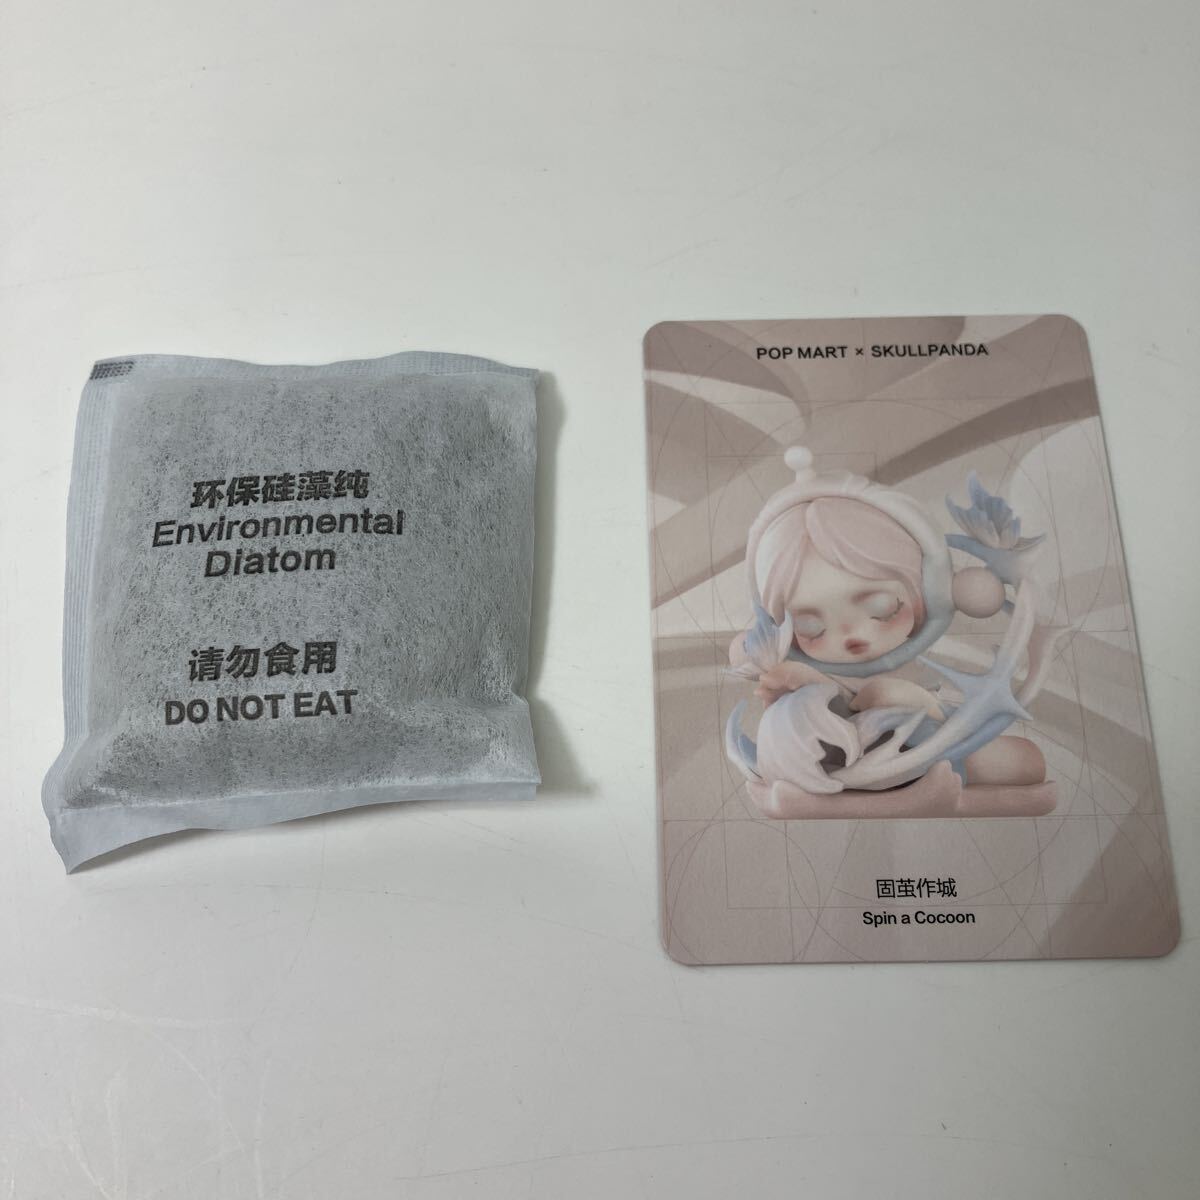 环保硅藻纯
Environmental
Diatom
请勿食用
DO NOT EAT
POP MART × SKULLPANDA
固茧作城
Spin a Cocoon